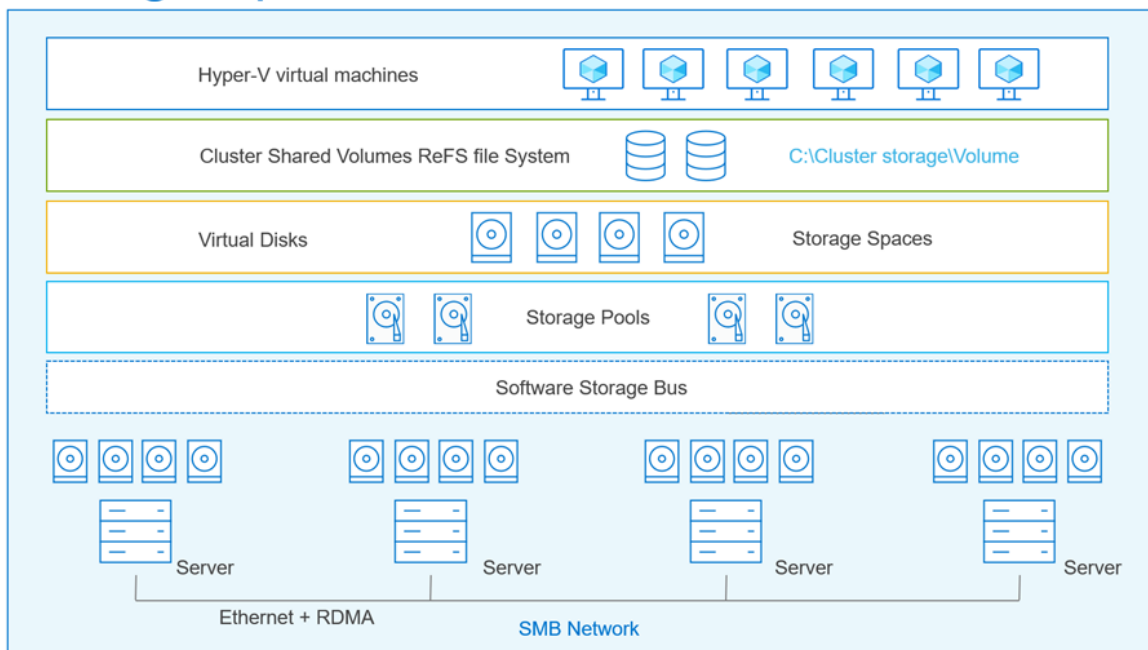 Hyper-V virtual machines
Cluster Shared Volumes ReFS file System
C:\Cluster storage\Volume
Virtual Disks
Storage Spaces
Storage Pools
Software Storage Bus
Server
Server
Server
Server
Ethernet + RDMA
SMB Network